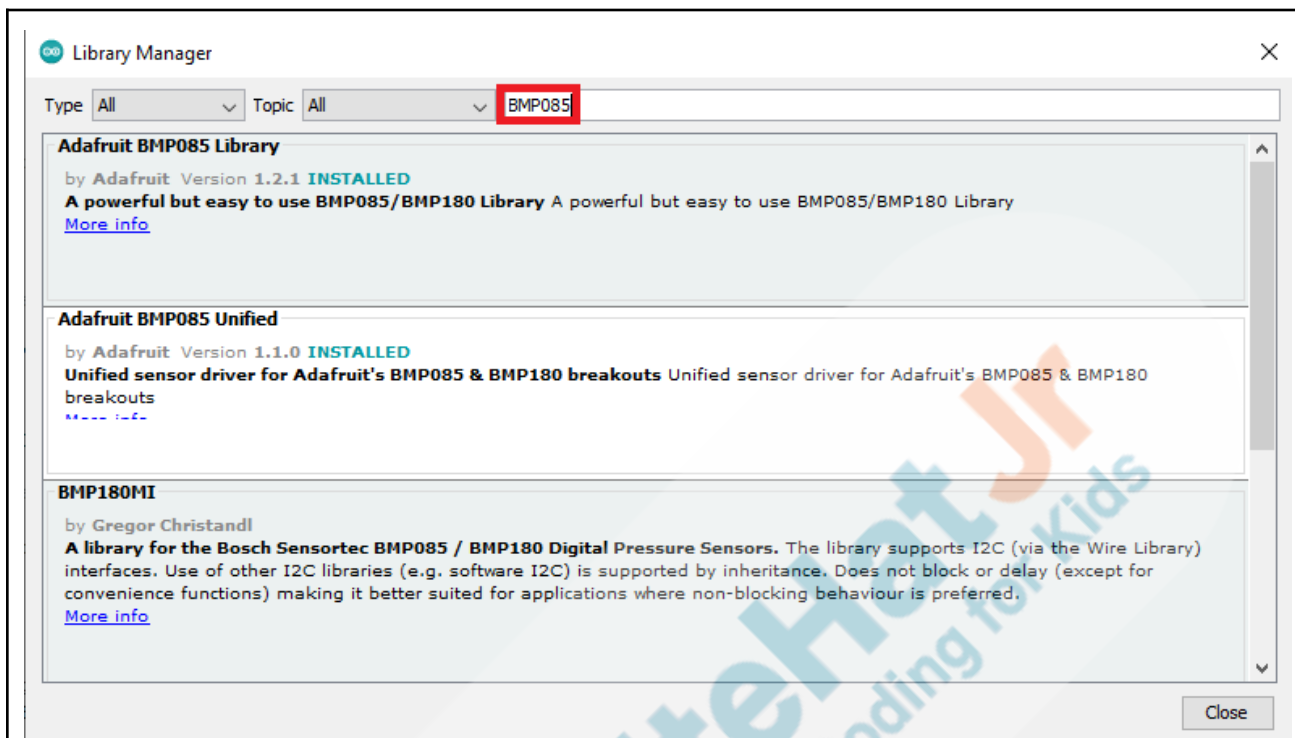 Library Manager
Type All Topic All BMP085
Adafruit BMP085 Library
by Adafruit Version 1.2.1 INSTALLED
A powerful but easy to use BMP085/BMP180 Library A powerful but easy to use BMP085/BMP180 Library
More info
Adafruit BMP085 Unified
by Adafruit Version 1.1.0 INSTALLED
Unified sensor driver for Adafruit's BMP085 & BMP180 breakouts Unified sensor driver for Adafruit's BMP085 & BMP180
breakouts
More info
BMP180MI
by Gregor Christandl
A library for the Bosch Sensortec BMP085 / BMP180 Digital Pressure Sensors. The library supports I2C (via the Wire Library)
interfaces. Use of other I2C libraries (e.g. software I2C) is supported by inheritance. Does not block or delay (except for
convenience functions) making it better suited for applications where non-blocking behaviour is preferred.
More info
Close
teHat Jr
oding for Kids